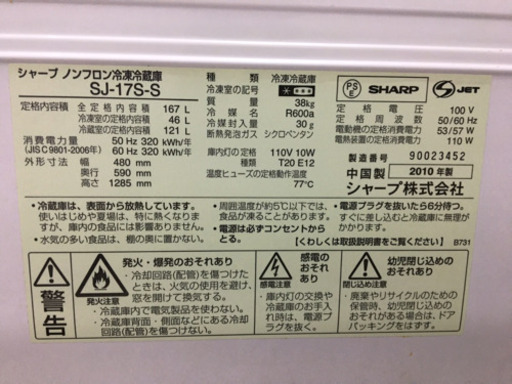 シャープ ノンフロン冷凍冷蔵庫
SJ-17S-S
定格内容積 全 167 L
定格内容積 冷 46 L
定格内容積 蔵 121 L
消費電力量 50 Hz 320 kWh/年
(JISC9801-2006年) 60 Hz 320 kWh/年
外形寸法 幅 480 mm
奥行 590 mm
高さ 1285 mm
種類 冷凍冷蔵庫
冷凍室の記号
質量 38kg
冷媒名 R600a
冷媒量 30 g
断熱発泡ガス シクロペンタン
庫内灯の定格 110V 10W
種類 T20 E12
温度ヒューズの定格動作温度
77℃
PS
E
SHARP
JET
定格電圧 100 V
定格周波数 50/60 Hz
電動機の定格消費電力 53/57 W
電熱装置の定格消費電力 110 W
製造番号 90023452
中国製 2010 年製
シャープ株式会社
・冷蔵庫は、表面から放熱しています。
使いはじめや夏場は、特に熱く感じますが、庫内の食品には影響ありません。
・水気の多い食品は、棚の奥に置かない。
・周囲温度が約5℃以下では、食品が凍ることがあります。
・電源は必ずコンセントからとる。
・電源プラグを抜いたら6分待つ。
すぐに差し込むと冷蔵庫に無理がかかります。
【くわしくは取扱説明書をご覧ください】 B731
警告
発火・爆発のおそれあり
発火注意
・冷却回路(配管)を傷つけたときは、火気の使用を避け窓を開けて換気する。
・冷蔵庫内で電気製品を使わない。
・冷蔵庫背面・側面などにある冷却回路(配管)を傷つけない。
感電のおそれあり
感電注意
・庫内灯の交換や冷蔵庫のお手入れ時は、電源プラグを抜く。
幼児閉じ込めのおそれあり
閉じ込め注意
・廃棄やリサイクルのための保管時、幼児が閉じ込められるおそれがあるので、ドアパッキングをはずす。